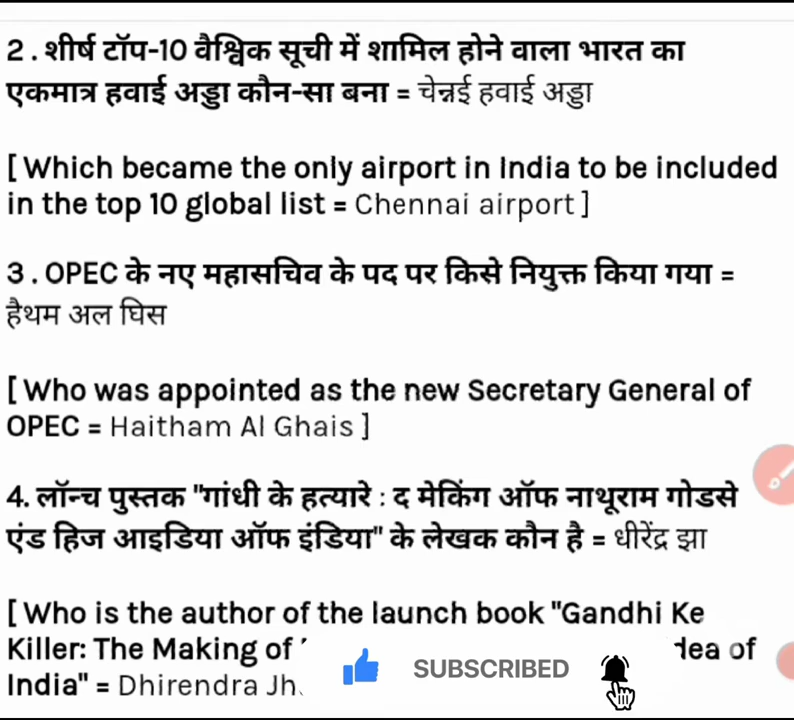 2 . शीर्ष टॉप-10 वैश्विक सूची में शामिल होने वाला भारत का
एकमात्र हवाई अड्डा कौन-सा बना = चेन्नई हवाई अड्डा
[ Which became the only airport in India to be included
in the top 10 global list = Chennai airport ]
3 . OPEC के नए महासचिव के पद पर किसे नियुक्त किया गया =
हैथम अल घिस
[ Who was appointed as the new Secretary General of
OPEC = Haitham Al Ghais ]
4. लॉन्च पुस्तक "गांधी के हत्यारे : द मेकिंग ऑफ नाथूराम गोडसे
एंड हिज आइडिया ऑफ इंडिया" के लेखक कौन है = धीरेंद्र झा
[ Who is the author of the launch book "Gandhi Ke
Killer: The Making of of
India" = Dhirendra
SUBSCRIBED